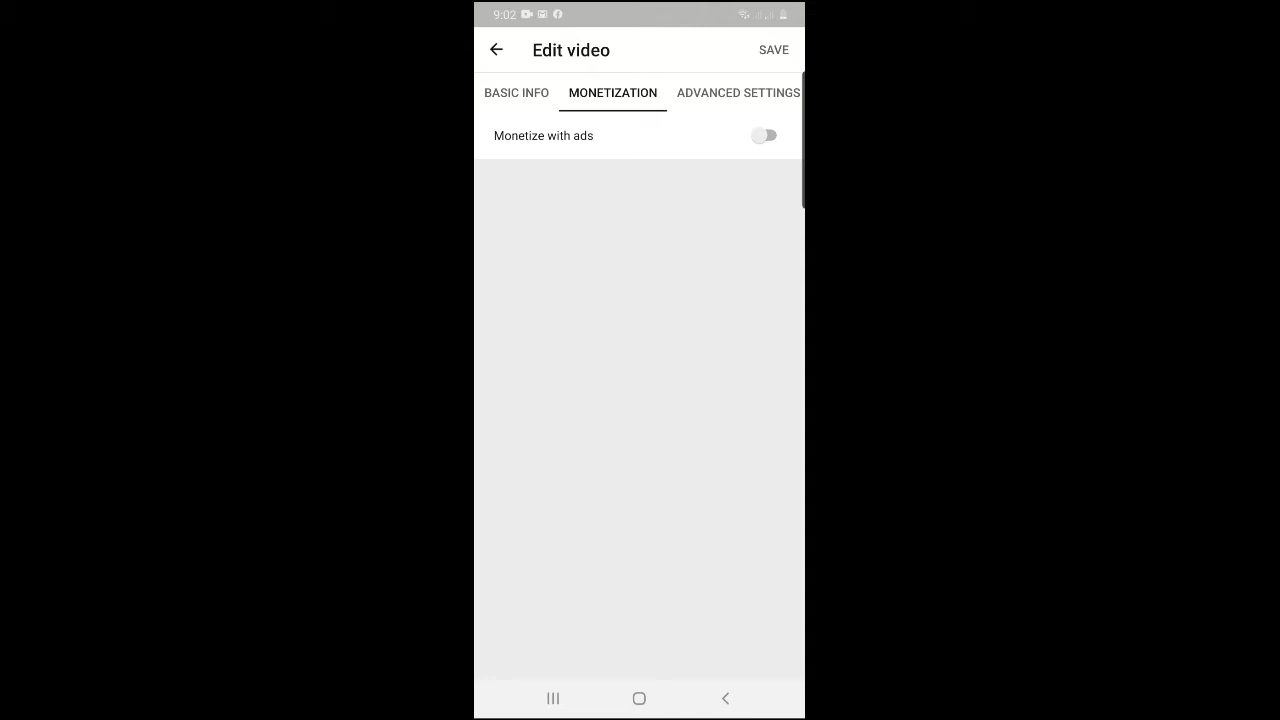 9:02
Edit video
SAVE
BASIC INFO
MONETIZATION
ADVANCED SETTINGS
Monetize with ads